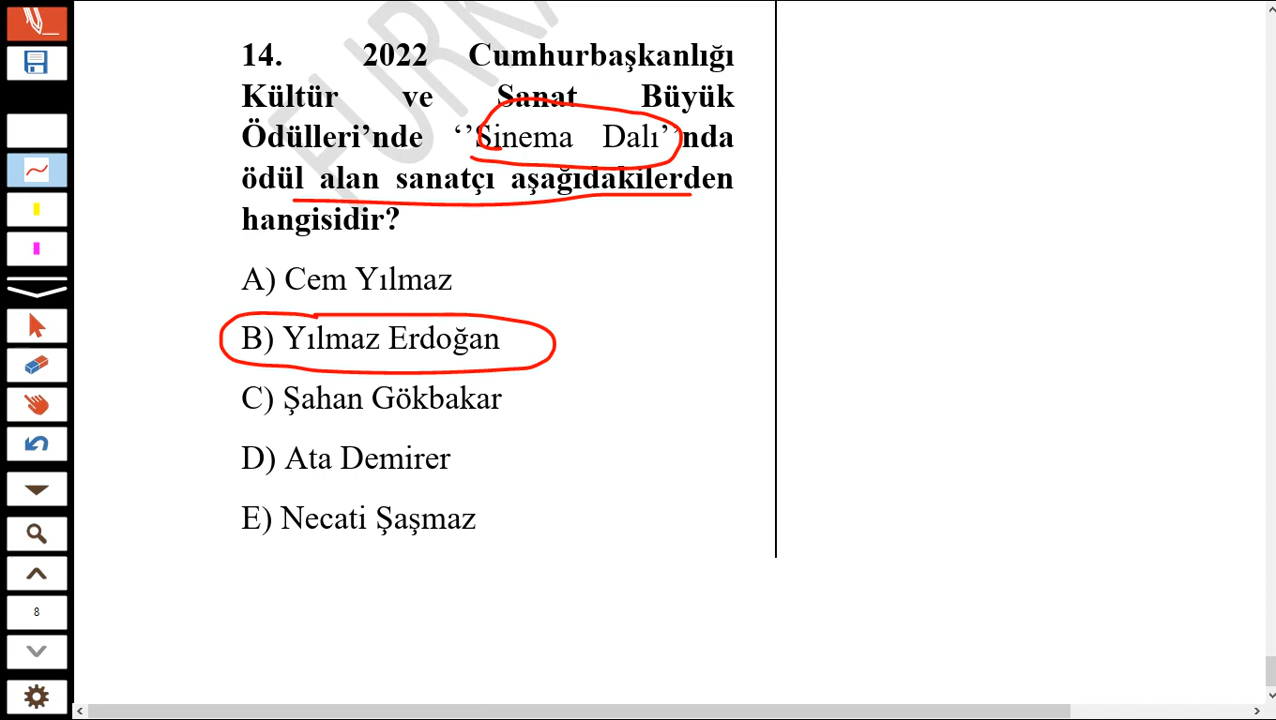 FURKA
14. 2022 Cumhurbaşkanlığı
Kültür ve Sanat Büyük
Ödülleri’nde ‘’Sinema Dalı’’nda
ödül alan sanatçı aşağıdakilerden
hangisidir?
A) Cem Yılmaz
B) Yılmaz Erdoğan
C) Şahan Gökbakar
D) Ata Demirer
E) Necati Şaşmaz
8